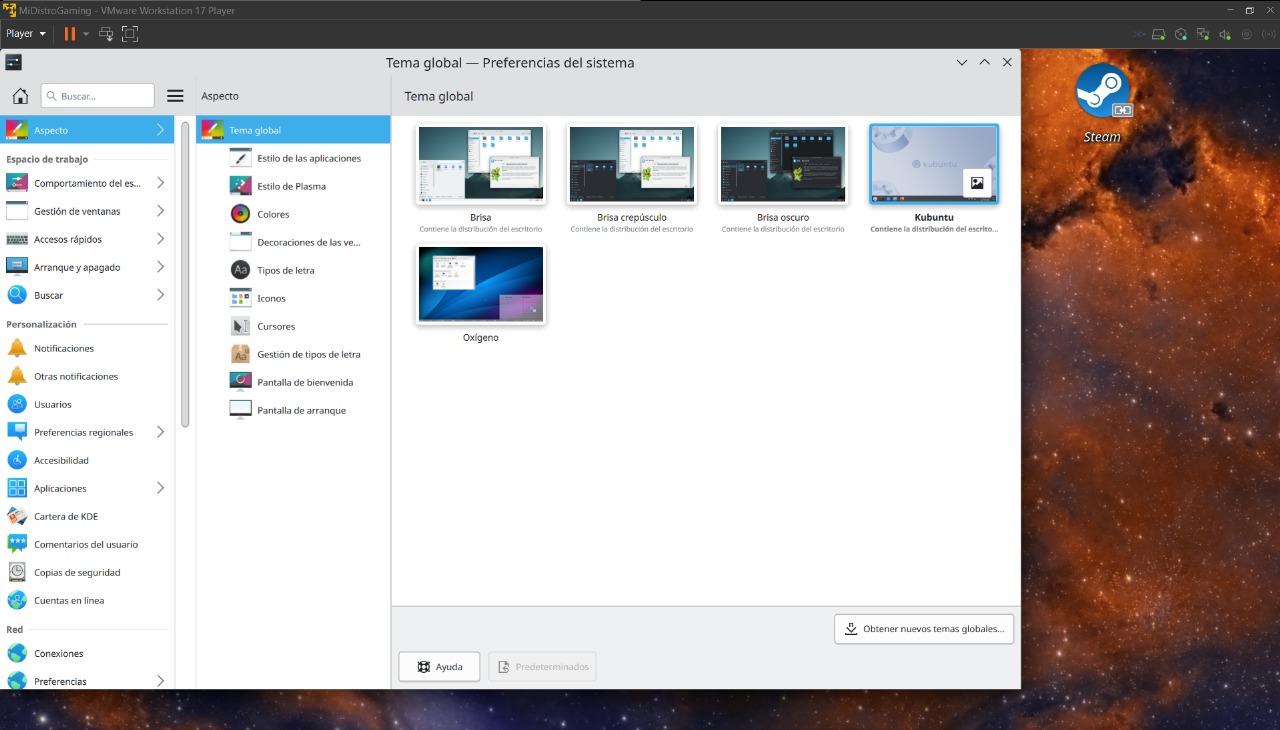 MiDistroGaming - VMware Workstation 17 Player
Player
Tema global — Preferencias del sistema
Buscar...
Aspecto
Tema global
Aspecto
Espacio de trabajo
Comportamiento del es...
Gestión de ventanas
Accesos rápidos
Arranque y apagado
Buscar
Personalización
Notificaciones
Otras notificaciones
Usuarios
Preferencias regionales
Accesibilidad
Aplicaciones
Cartera de KDE
Comentarios del usuario
Copias de seguridad
Cuentas en línea
Red
Conexiones
Preferencias
Tema global
Estilo de las aplicaciones
Estilo de Plasma
Colores
Decoraciones de las ve...
Tipos de letra
Iconos
Cursores
Gestión de tipos de letra
Pantalla de bienvenida
Pantalla de arranque
Brisa
Contiene la distribución del escritorio
Brisa crepúsculo
Contiene la distribución del escritorio
Brisa oscuro
Contiene la distribución del escritorio
kubuntu
Kubuntu
Contiene la distribución del escrito...
Oxígeno
Obtener nuevos temas globales...
Ayuda
Predeterminados
Steam